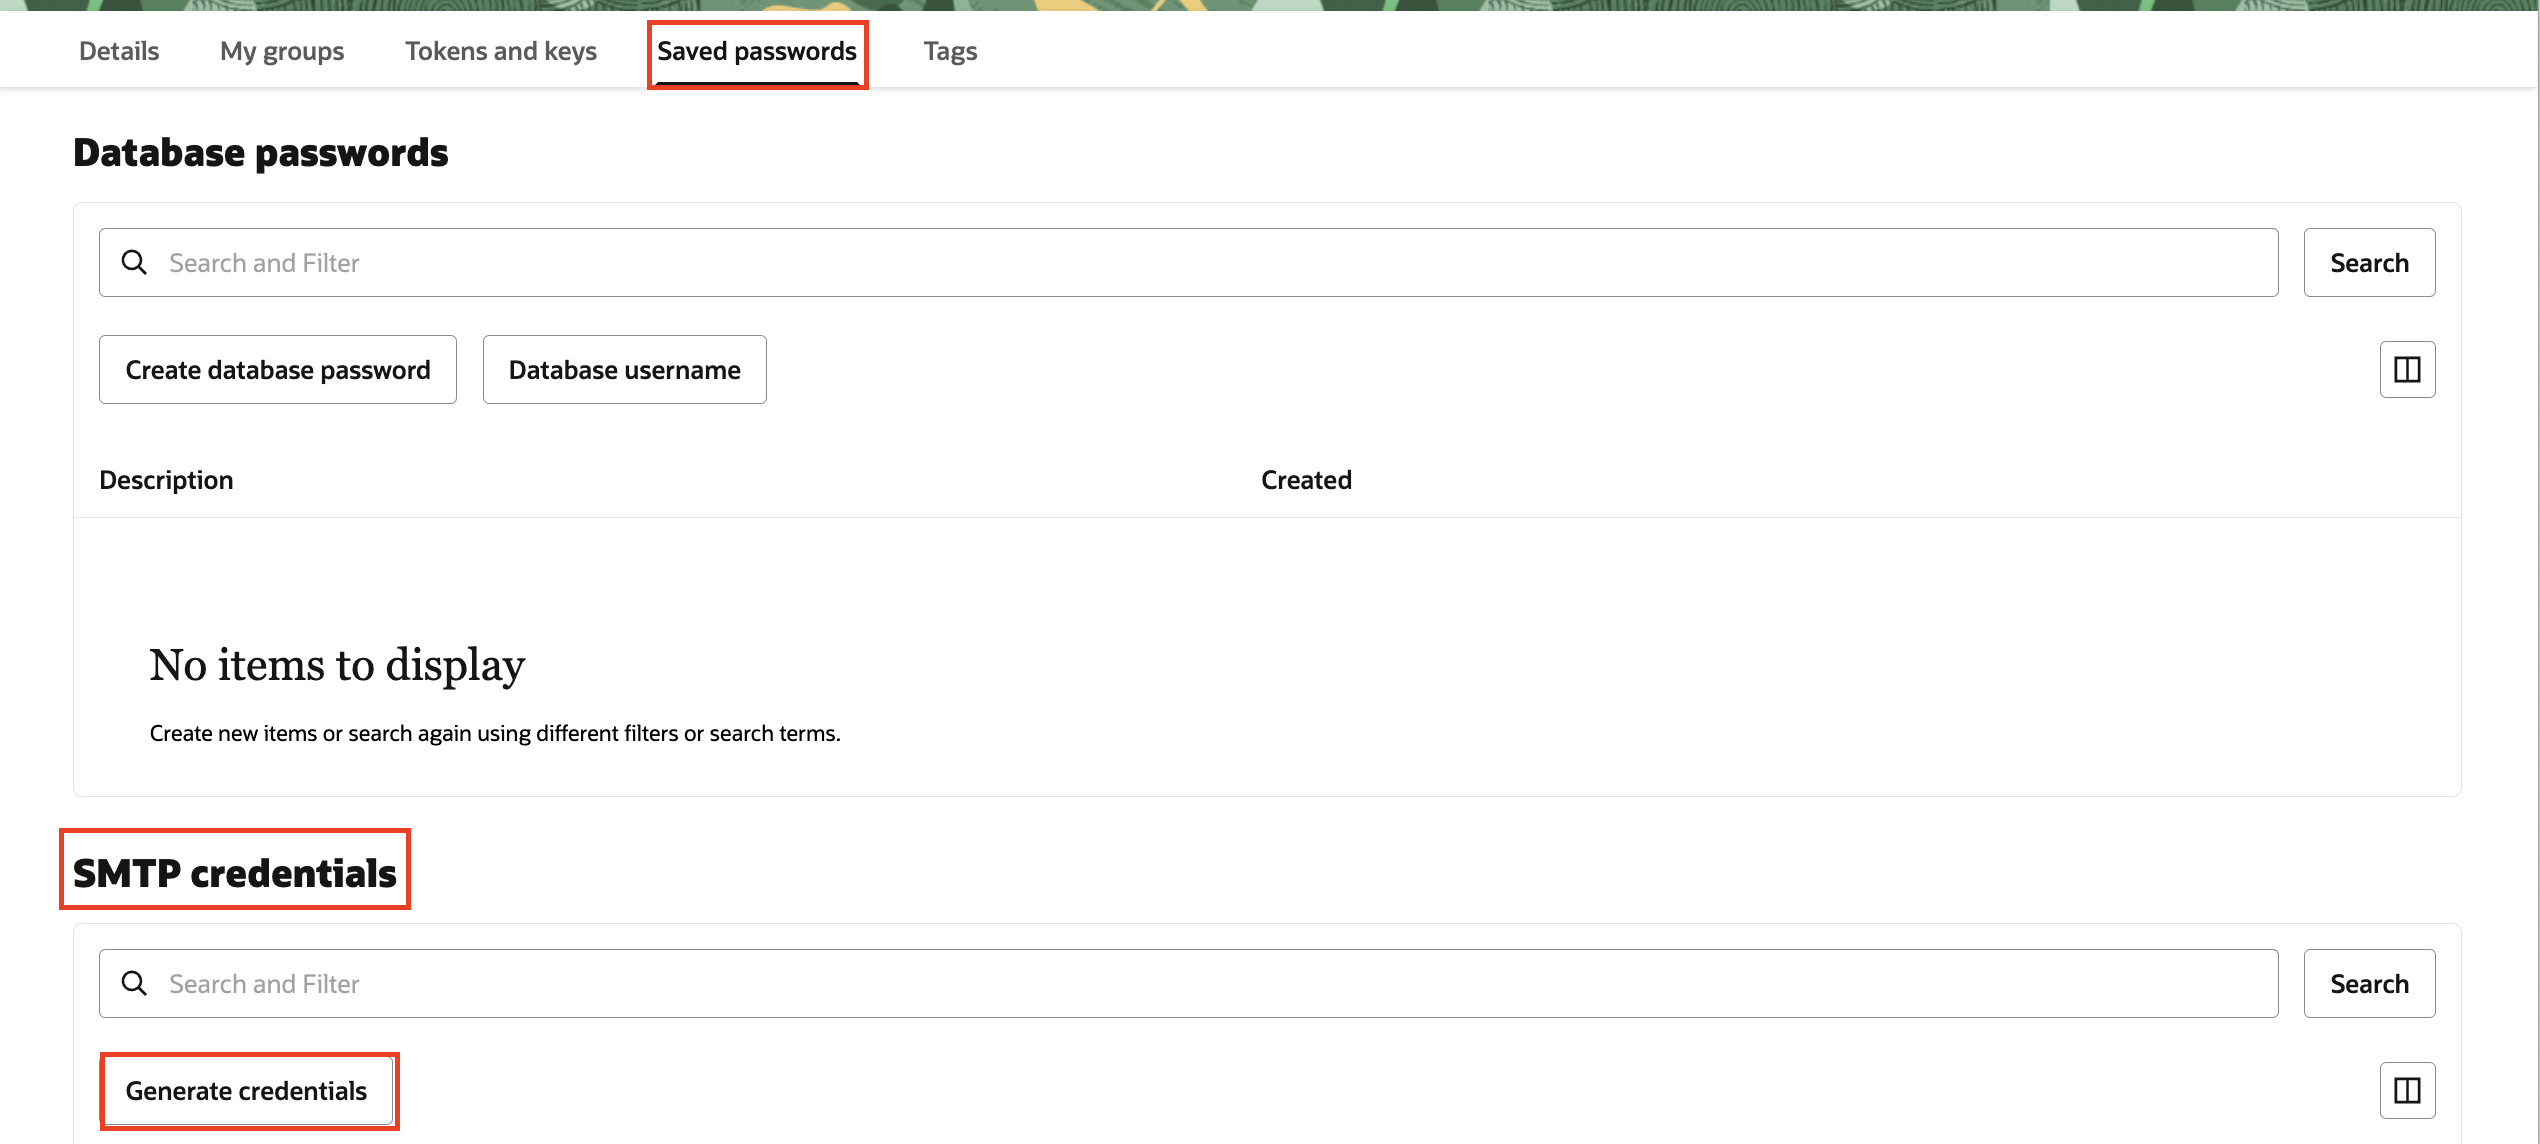 Details My groups Tokens and keys Saved passwords Tags
Database passwords
Search and Filter Search
Create database password Database username
Description Created
No items to display
Create new items or search again using different filters or search terms.
SMTP credentials
Search and Filter Search
Generate credentials